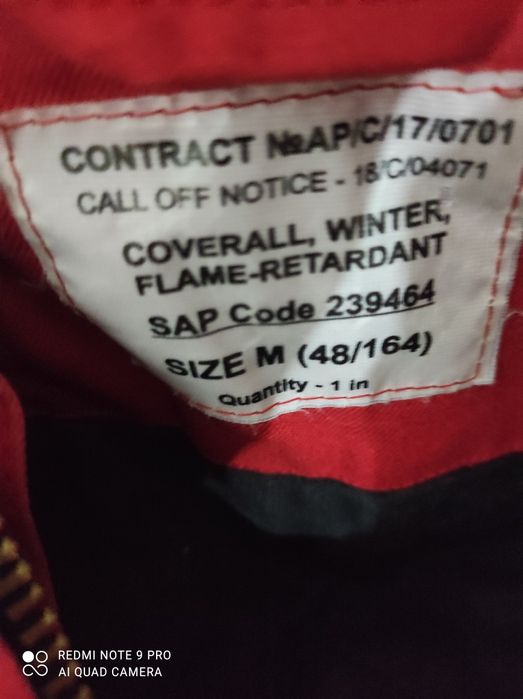 CONTRACT №AP/C/17/0701
CALL OFF NOTICE - 18/C/04071
COVERALL, WINTER,
FLAME-RETARDANT
SAP Code 239464
SIZE M (48/164)
Quantity - 1 in
REDMI NOTE 9 PRO
AI QUAD CAMERA